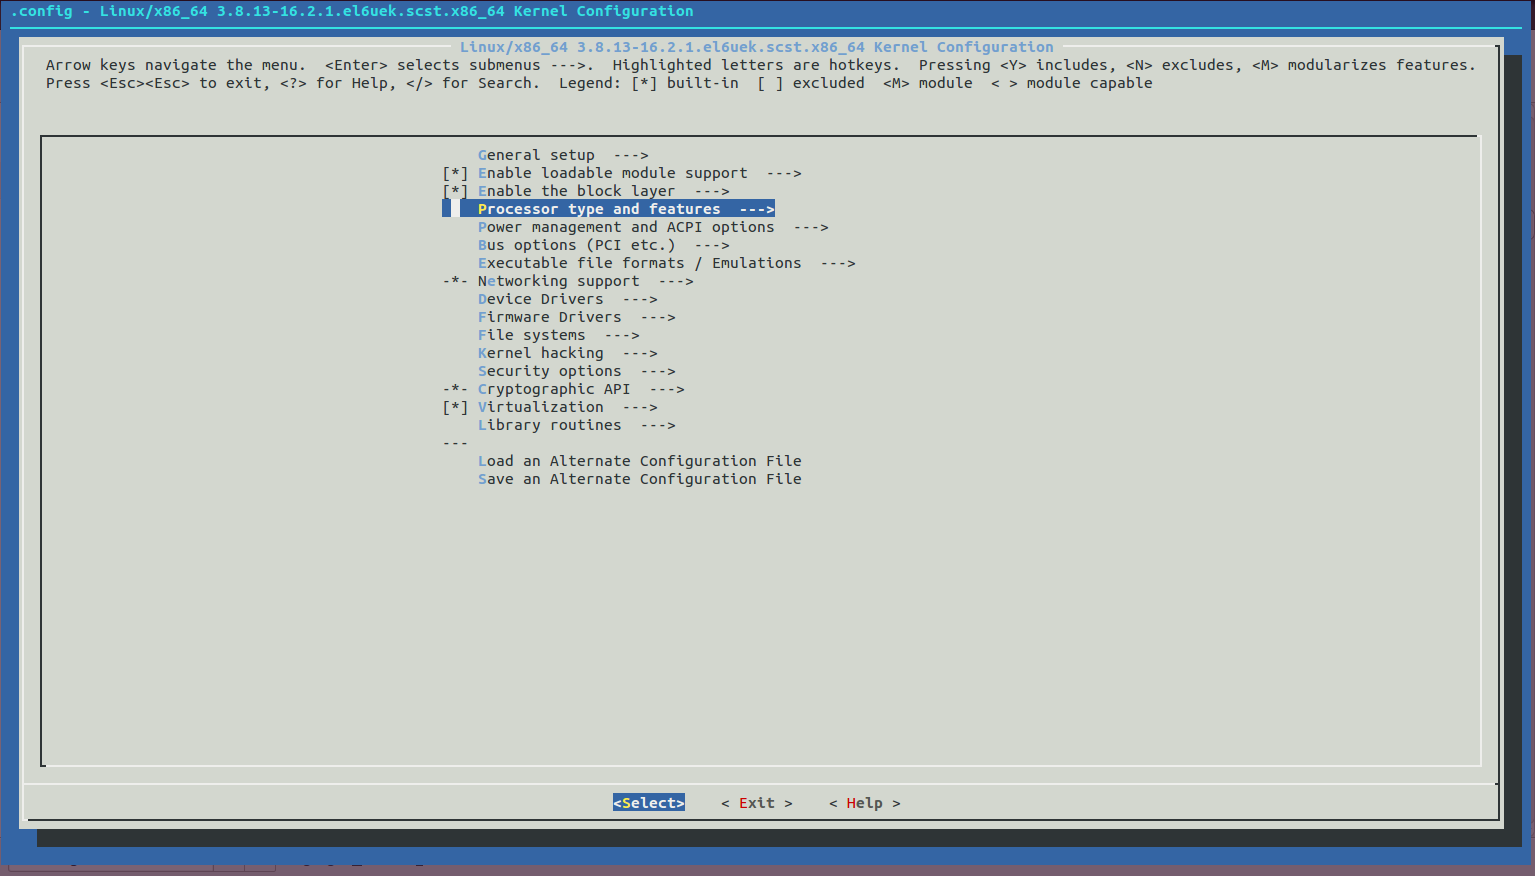 .config - Linux/x86_64 3.8.13-16.2.1.el6uek.scst.x86_64 Kernel Configuration
Linux/x86_64 3.8.13-16.2.1.el6uek.scst.x86_64 Kernel Configuration
Arrow keys navigate the menu.  <Enter> selects submenus --->.  Highlighted letters are hotkeys.  Pressing <Y> includes, <N> excludes, <M> modularizes features.
Press <Esc><Esc> to exit, <?> for Help, </> for Search.  Legend: [*] built-in  [ ] excluded  <M> module  < > module capable
General setup  --->
[*] Enable loadable module support  --->
[*] Enable the block layer  --->
Processor type and features  --->
Power management and ACPI options  --->
Bus options (PCI etc.)  --->
Executable file formats / Emulations  --->
-*- Networking support  --->
Device Drivers  --->
Firmware Drivers  --->
File systems  --->
Kernel hacking  --->
Security options  --->
-*- Cryptographic API  --->
[*] Virtualization  --->
Library routines  --->
---
Load an Alternate Configuration File
Save an Alternate Configuration File
<Select>    < Exit >    < Help >